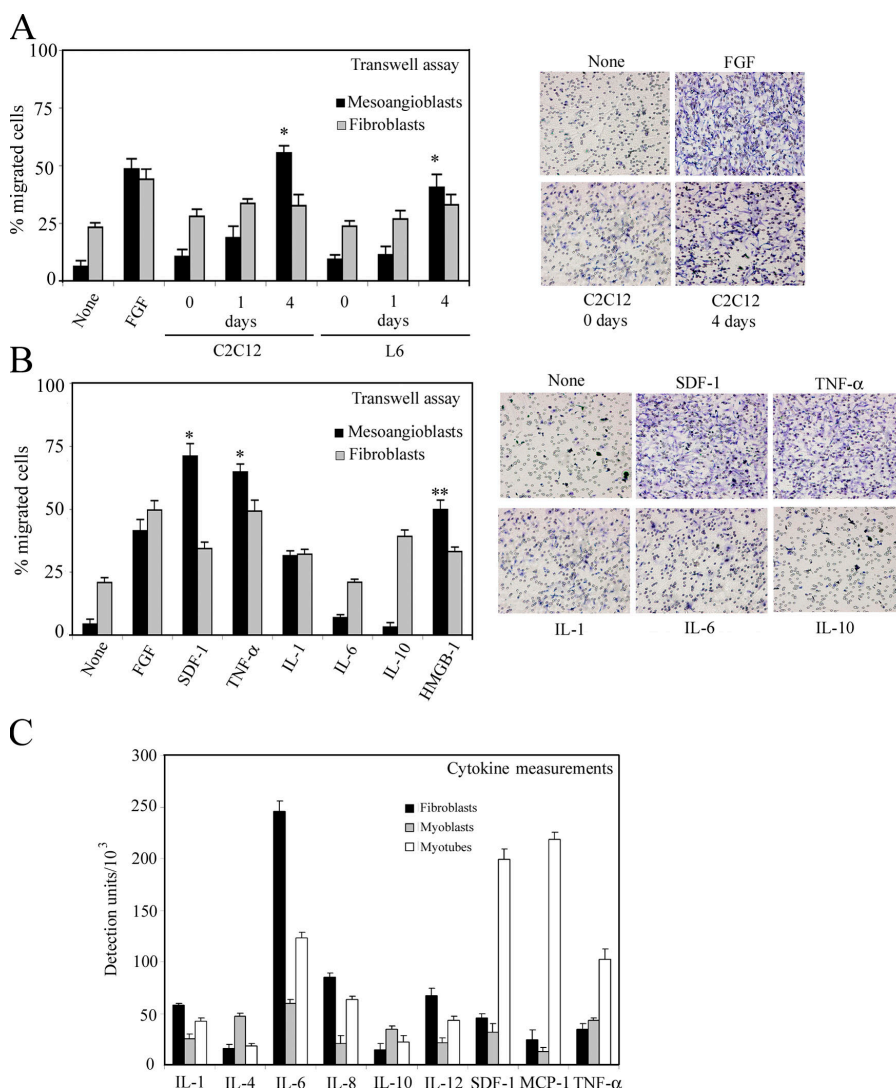 A
100
75
50
25
0
% migrated cells
Transwell assay
Mesoangioblasts
Fibroblasts
*
*
None
FGF
0
1
4
0
1
4
days
days
C2C12
L6
None
FGF
C2C12
0 days
C2C12
4 days
B
100
75
50
25
0
% migrated cells
Transwell assay
Mesoangioblasts
Fibroblasts
*
*
**
None
FGF
SDF-1
TNF-α
IL-1
IL-6
IL-10
HMGB-1
None
SDF-1
TNF-α
IL-1
IL-6
IL-10
C
300
250
200
150
100
50
0
Detection units/10³
Cytokine measurements
Fibroblasts
Myoblasts
Myotubes
IL-1 IL-4 IL-6 IL-8 IL-10 IL-12 SDF-1 MCP-1 TNF-α